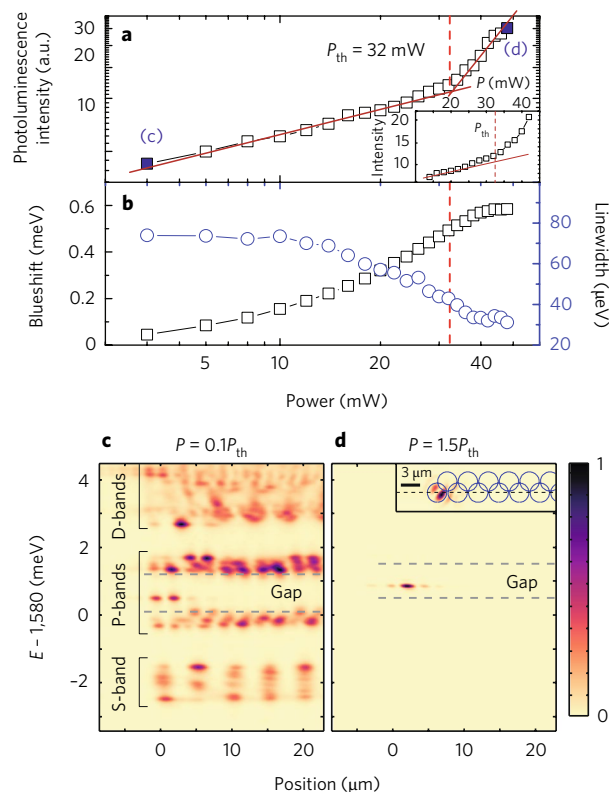 a
P_th = 32 mW
(d)
(c)
30
20
10
Photoluminescence
intensity (a.u.)
P (mW)
20 30 40
P_th
Intensity
20
15
10
b
0.6
0.4
0.2
0
Blueshift (meV)
80
60
40
20
Linewidth
(μeV)
5 10 20 40
Power (mW)
c P = 0.1P_th
d P = 1.5P_th
4
2
0
−2
E − 1,580 (meV)
D-bands
P-bands
S-band
Gap
3 μm
Gap
1
0
0 10 20
0 10 20
Position (μm)